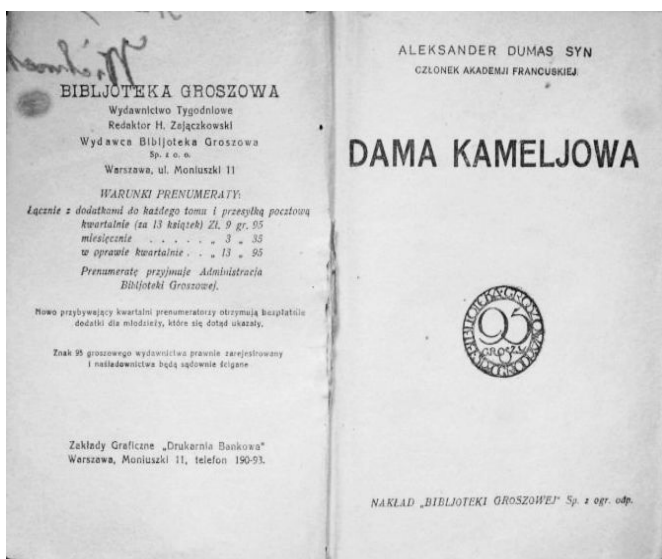 BIBLJOTEKA GROSZOWA
Wydawnictwo Tygodniowe
Redaktor H. Zajączkowski
Wydawca Bibljoteka Groszowa
Sp. z o. o.
Warszawa, ul. Moniuszki 11
WARUNKI PRENUMERATY:
Łącznie z dodatkami do każdego tomu i przesyłką pocztową
kwartalnie (za 13 książek) Zł. 9 gr. 95
miesięcznie . . . . . . „ 3 „ 35
w oprawie kwartalnie . . „ 13 „ 95
Prenumeratę przyjmuje Administracja
Bibljoteki Groszowej.
Nowo przybywający kwartalni prenumeratorzy otrzymują bezpłatnie
dodatki dla młodzieży, które się dotąd ukazały.
Znak 95 groszowego wydawnictwa prawnie zarejestrowany
i naśladownictwa będą sądownie ścigane
Zakłady Graficzne „Drukarnia Bankowa"
Warszawa, Moniuszki 11, telefon 190-93.
ALEKSANDER DUMAS SYN
CZŁONEK AKADEMJI FRANCUSKIEJ
DAMA KAMELJOWA
BIBLJOTEKA GROSZOWA
95
GROSZY
NAKŁAD „BIBLJOTEKI GROSZOWEJ" Sp. z ogr. odp.